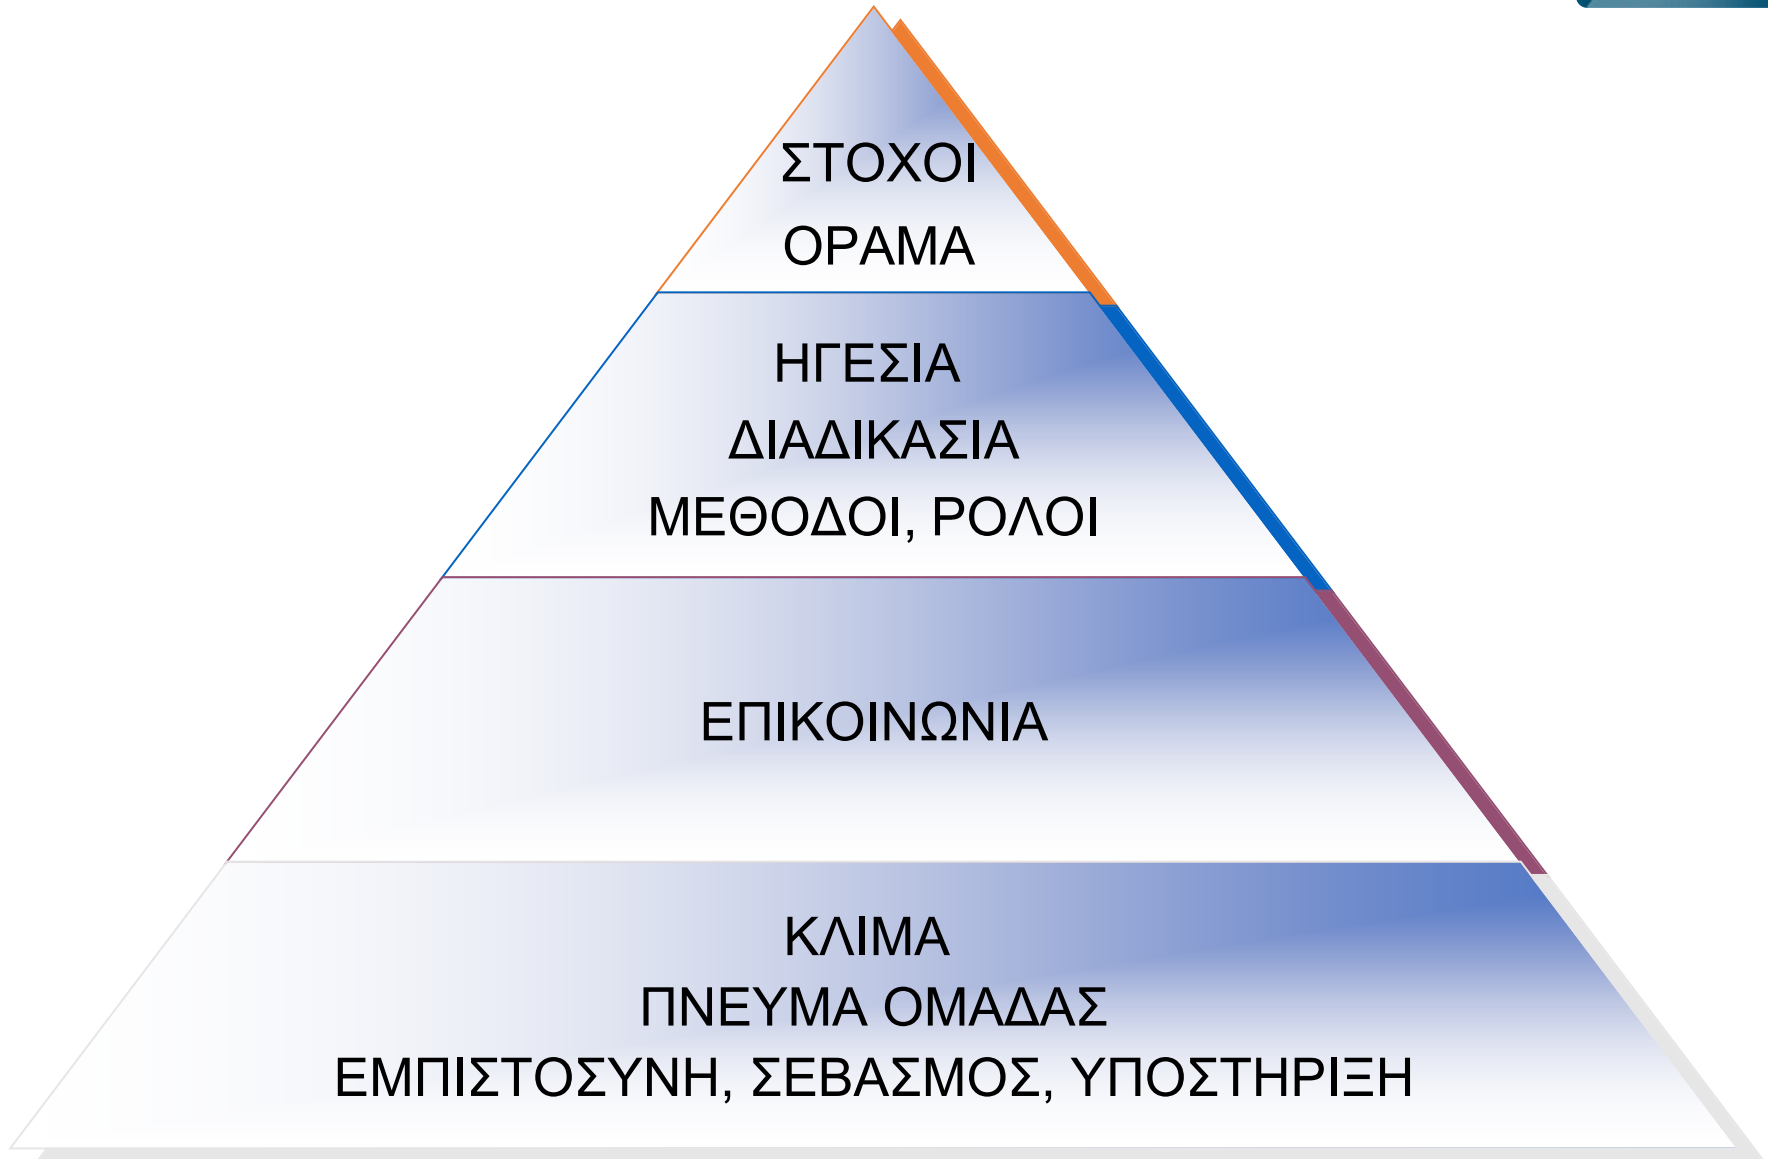 ΣΤΟΧΟΙ
ΟΡΑΜΑ
ΗΓΕΣΙΑ
ΔΙΑΔΙΚΑΣΙΑ
ΜΕΘΟΔΟΙ, ΡΟΛΟΙ
ΕΠΙΚΟΙΝΩΝΙΑ
ΚΛΙΜΑ
ΠΝΕΥΜΑ ΟΜΑΔΑΣ
ΕΜΠΙΣΤΟΣΥΝΗ, ΣΕΒΑΣΜΟΣ, ΥΠΟΣΤΗΡΙΞΗ